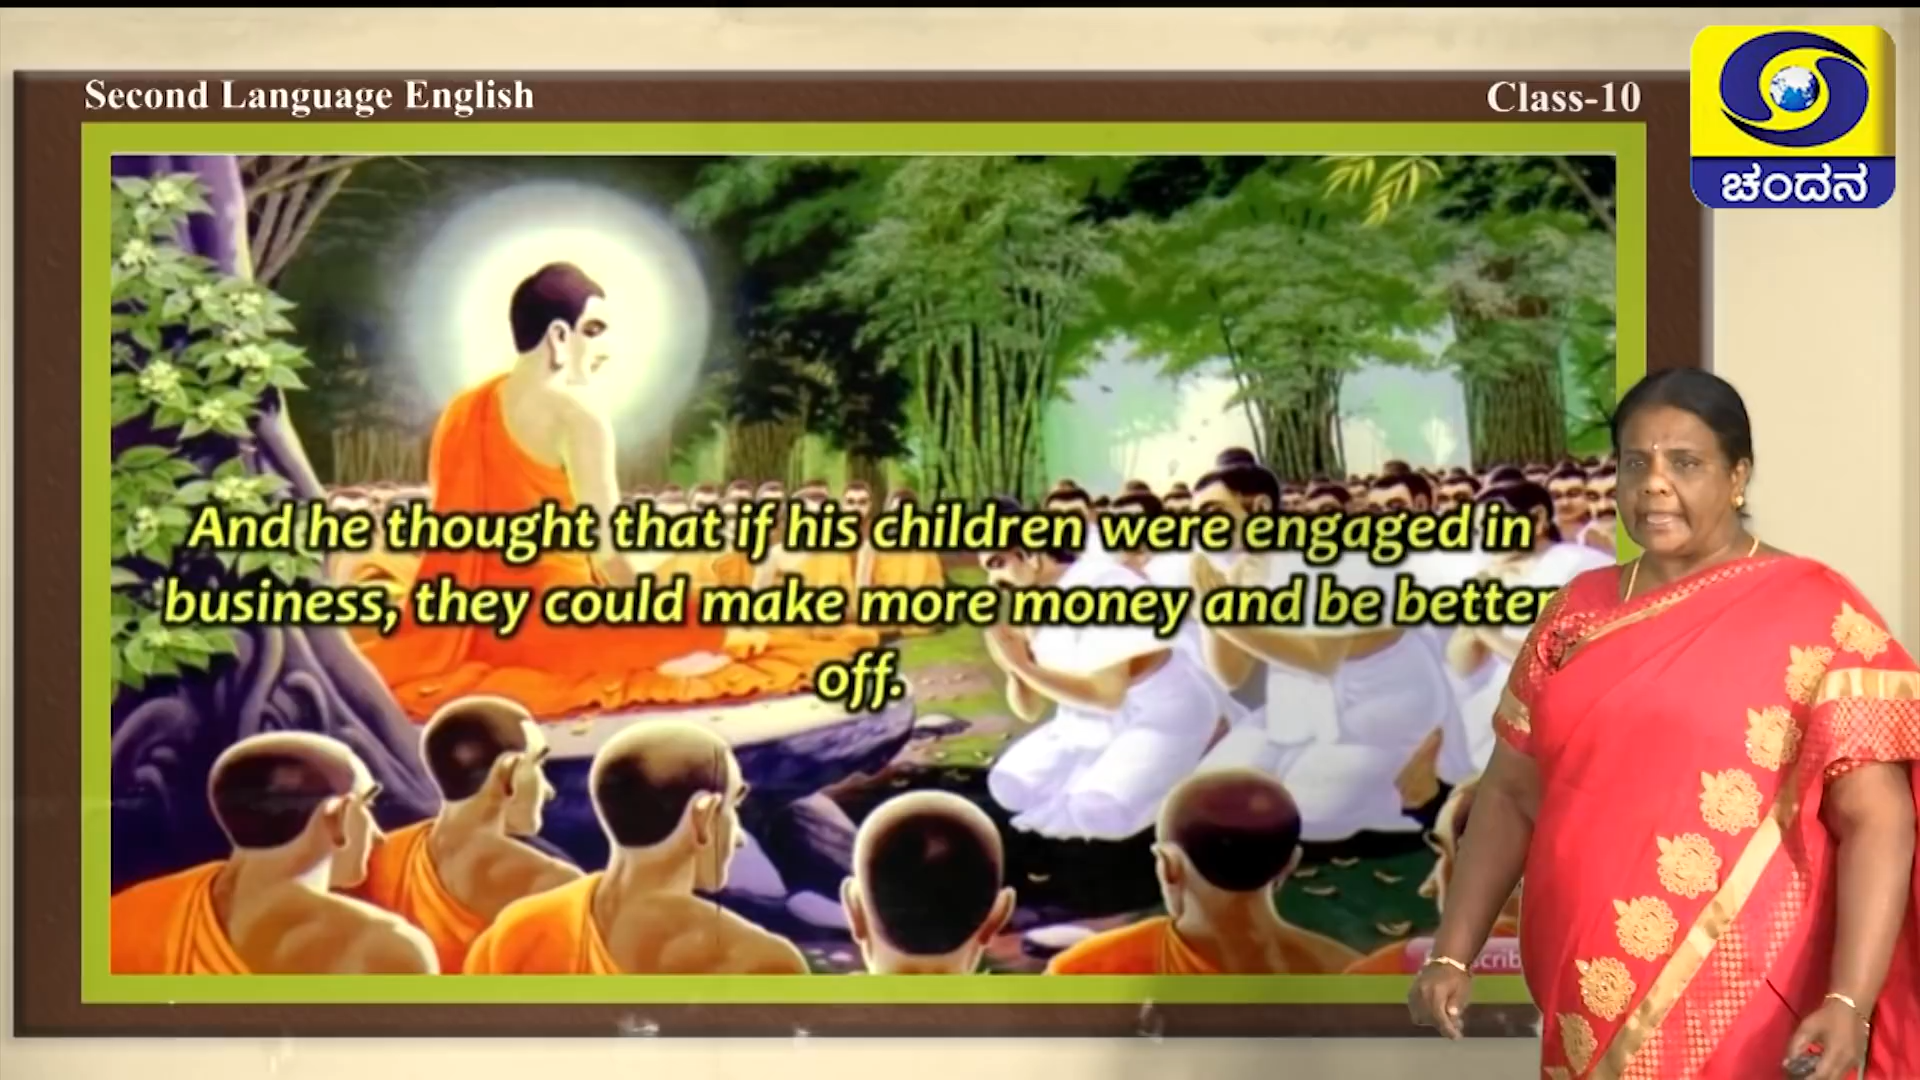 Second Language English
Class-10
ಚಂದನ
And he thought that if his children were engaged in
business, they could make more money and be better
off.